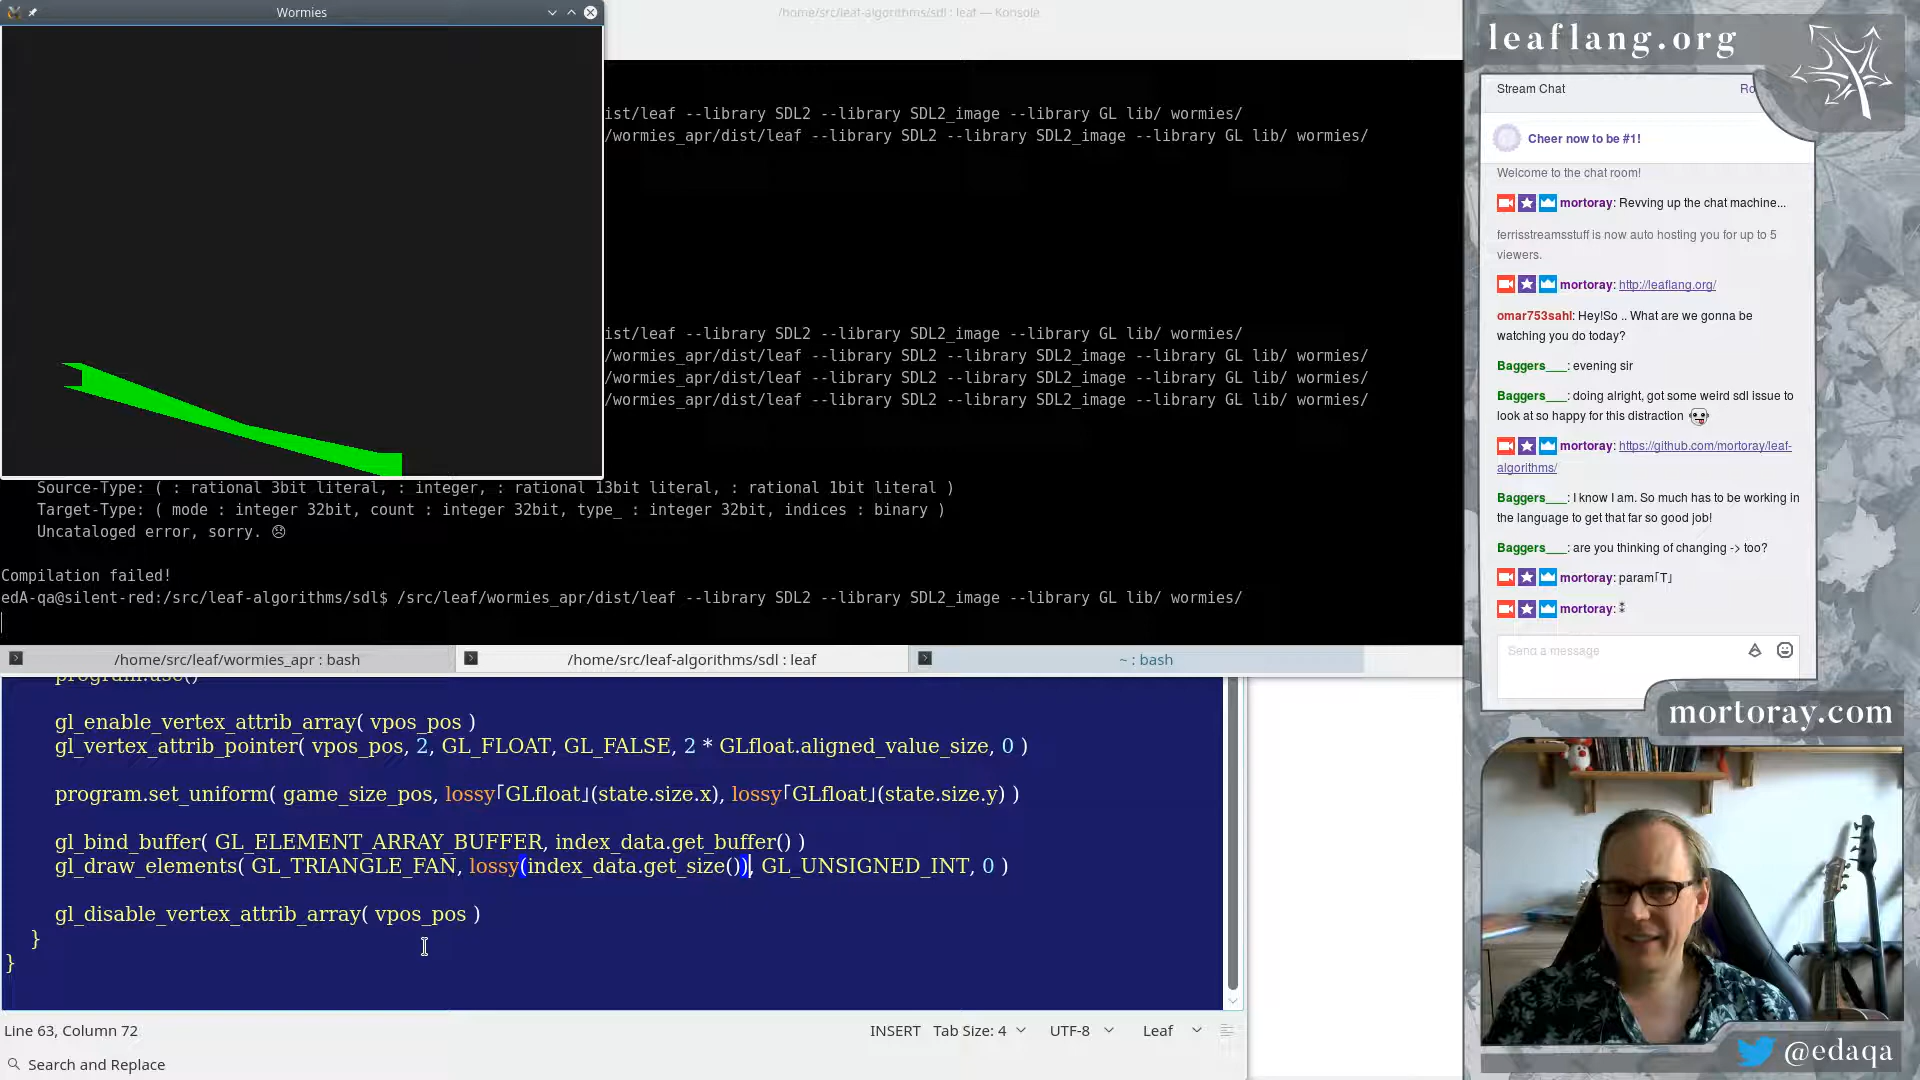 Wormies
/home/src/leaf-algorithms/sdl : leaf — Konsole
ist/leaf --library SDL2 --library SDL2_image --library GL lib/ wormies/
/wormies_apr/dist/leaf --library SDL2 --library SDL2_image --library GL lib/ wormies/
ist/leaf --library SDL2 --library SDL2_image --library GL lib/ wormies/
/wormies_apr/dist/leaf --library SDL2 --library SDL2_image --library GL lib/ wormies/
/wormies_apr/dist/leaf --library SDL2 --library SDL2_image --library GL lib/ wormies/
/wormies_apr/dist/leaf --library SDL2 --library SDL2_image --library GL lib/ wormies/
Source-Type: ( : rational 3bit literal, : integer, : rational 13bit literal, : rational 1bit literal )
Target-Type: ( mode : integer 32bit, count : integer 32bit, type_ : integer 32bit, indices : binary )
Uncataloged error, sorry. 😞
Compilation failed!
edA-qa@silent-red:/src/leaf-algorithms/sdl$ /src/leaf/wormies_apr/dist/leaf --library SDL2 --library SDL2_image --library GL lib/ wormies/
/home/src/leaf/wormies_apr : bash
/home/src/leaf-algorithms/sdl : leaf
~ : bash
program.use()
gl_enable_vertex_attrib_array( vpos_pos )
gl_vertex_attrib_pointer( vpos_pos, 2, GL_FLOAT, GL_FALSE, 2 * GLfloat.aligned_value_size, 0 )
program.set_uniform( game_size_pos, lossy｢GLfloat｣(state.size.x), lossy｢GLfloat｣(state.size.y) )
gl_bind_buffer( GL_ELEMENT_ARRAY_BUFFER, index_data.get_buffer() )
gl_draw_elements( GL_TRIANGLE_FAN, lossy(index_data.get_size()), GL_UNSIGNED_INT, 0 )
gl_disable_vertex_attrib_array( vpos_pos )
}
}
Line 63, Column 72
INSERT
Tab Size: 4
UTF-8
Leaf
Search and Replace
leaflang.org
Stream Chat
Ro
Cheer now to be #1!
Welcome to the chat room!
mortoray: Revving up the chat machine...
ferrisstreamsstuff is now auto hosting you for up to 5
viewers.
mortoray: http://leaflang.org/
omar753sahl: Hey!So .. What are we gonna be
watching you do today?
Baggers___: evening sir
Baggers___: doing alright, got some weird sdl issue to
look at so happy for this distraction
mortoray: https://github.com/mortoray/leaf-
algorithms/
Baggers___: I know I am. So much has to be working in
the language to get that far so good job!
Baggers___: are you thinking of changing -> too?
mortoray: param｢T｣
mortoray: ⁑
Send a message
mortoray.com
@edaqa